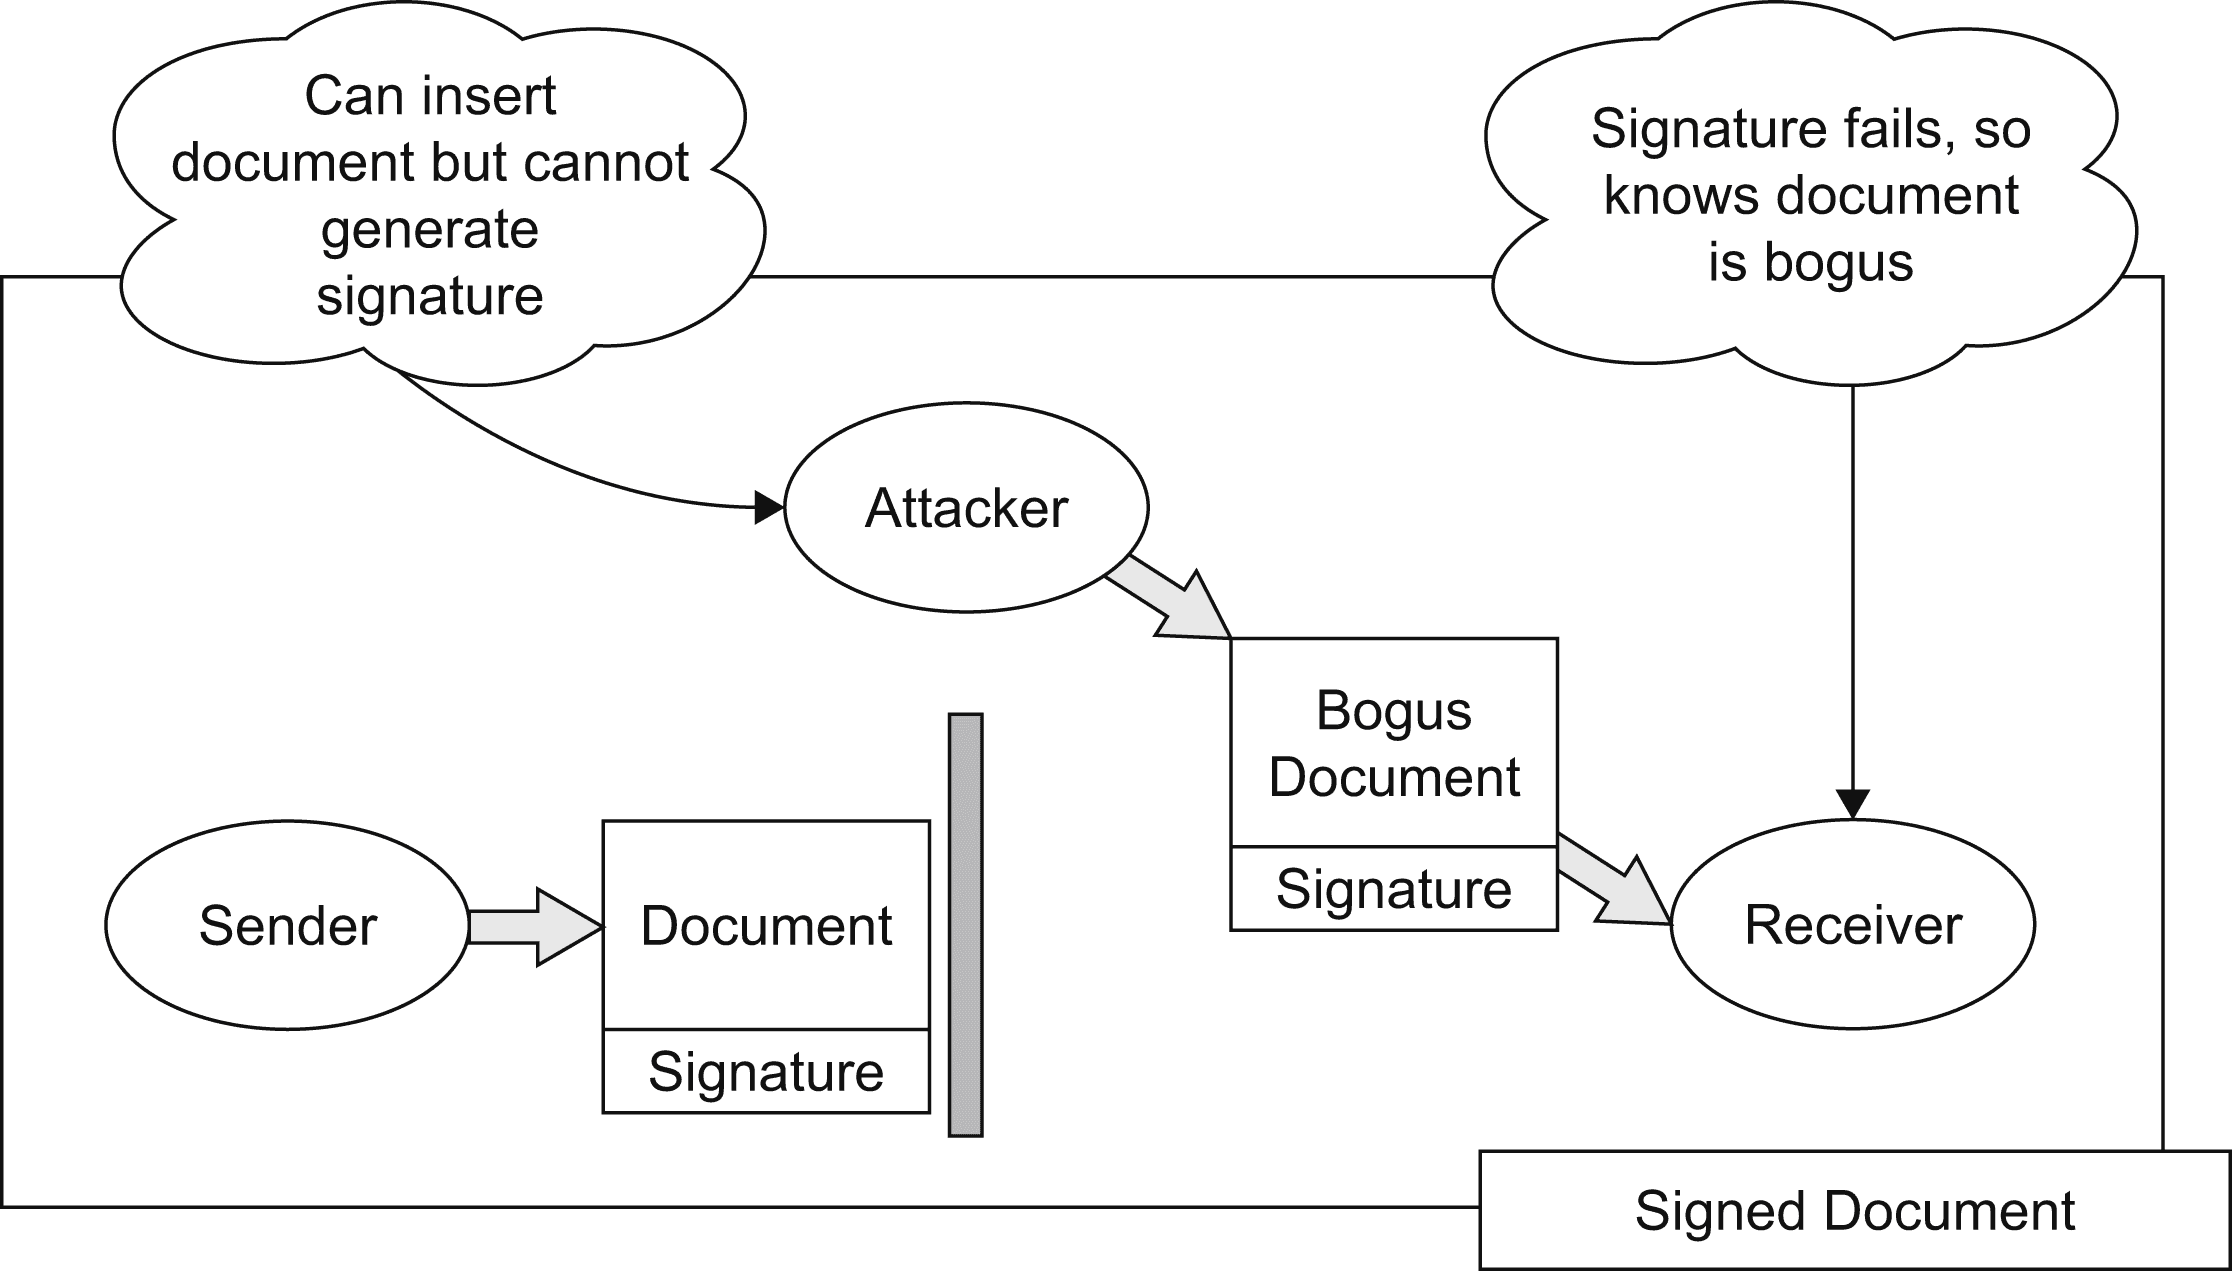 Can insert
document but cannot
generate
signature
Signature fails, so
knows document
is bogus
Attacker
Bogus
Document
Signature
Sender
Document
Signature
Receiver
Signed Document